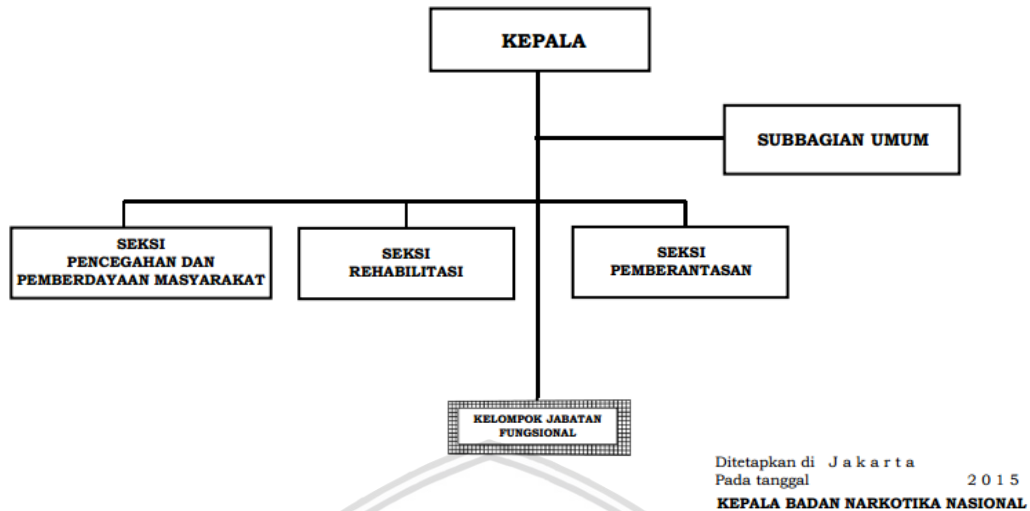 KEPALA
SUBBAGIAN UMUM
SEKSI
PENCEGAHAN DAN
PEMBERDAYAAN MASYARAKAT
SEKSI
REHABILITASI
SEKSI
PEMBERANTASAN
KELOMPOK JABATAN
FUNGSIONAL
Ditetapkan di J a k a r t a
Pada tanggal 2 0 1 5
KEPALA BADAN NARKOTIKA NASIONAL